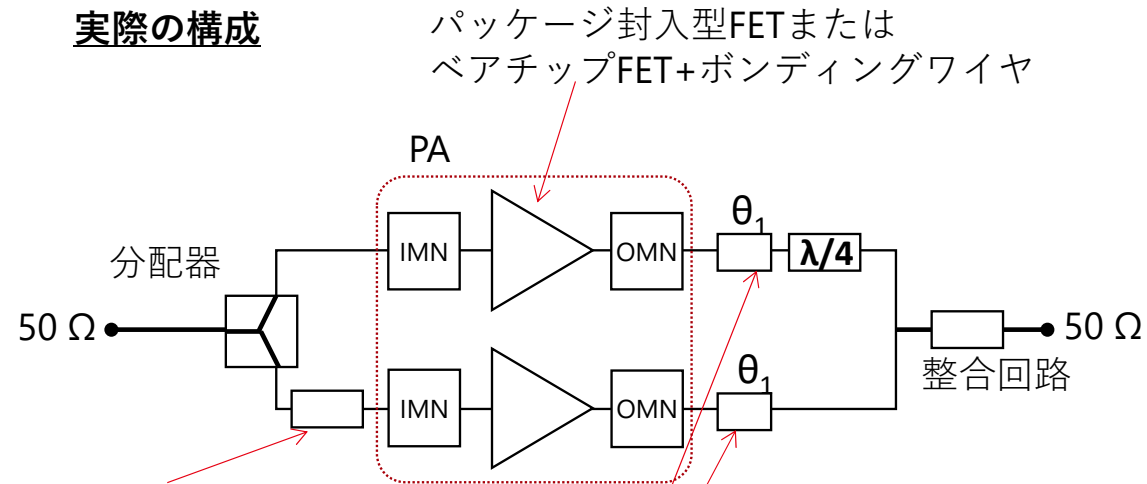 実際の構成
パッケージ封入型FETまたは
ベアチップFET+ボンディングワイヤ
PA
分配器
IMN
OMN
θ₁
λ/4
50 Ω
50 Ω
整合回路
IMN
OMN
θ₁